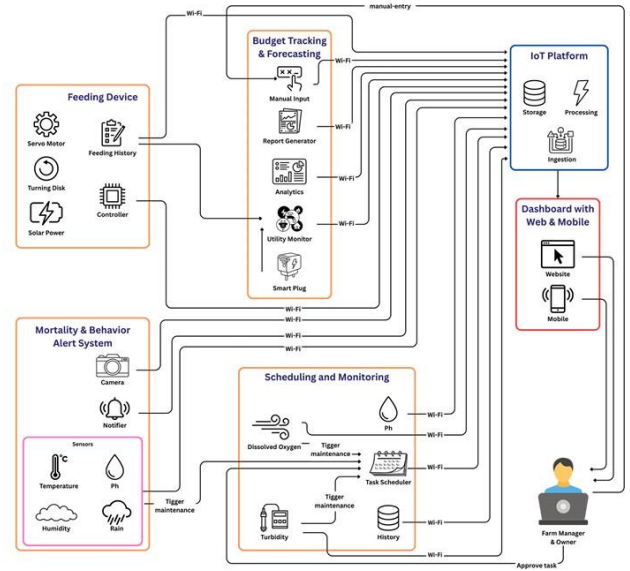 manual-entry
Wi-Fi
Budget Tracking
& Forecasting
Wi-Fi
Manual Input
Report Generator
Wi-Fi
Analytics
Wi-Fi
Utility Monitor
Wi-Fi
Smart Plug
IoT Platform
Storage
Processing
Ingestion
Feeding Device
Servo Motor
Feeding History
Turning Disk
Controller
Solar Power
Dashboard with
Web & Mobile
Website
Mobile
Wi-Fi
Wi-Fi
Wi-Fi
Mortality & Behavior
Alert System
Camera
Notifier
Sensors
°C
Temperature
Ph
Humidity
Rain
Tigger
maintenance
Scheduling and Monitoring
Ph
Wi-Fi
Dissolved Oxygen
Wi-Fi
Tigger
maintenance
Task Scheduler
Wi-Fi
Tigger
maintenance
Turbidity
History
Wi-Fi
Wi-Fi
Farm Manager
& Owner
Approve task